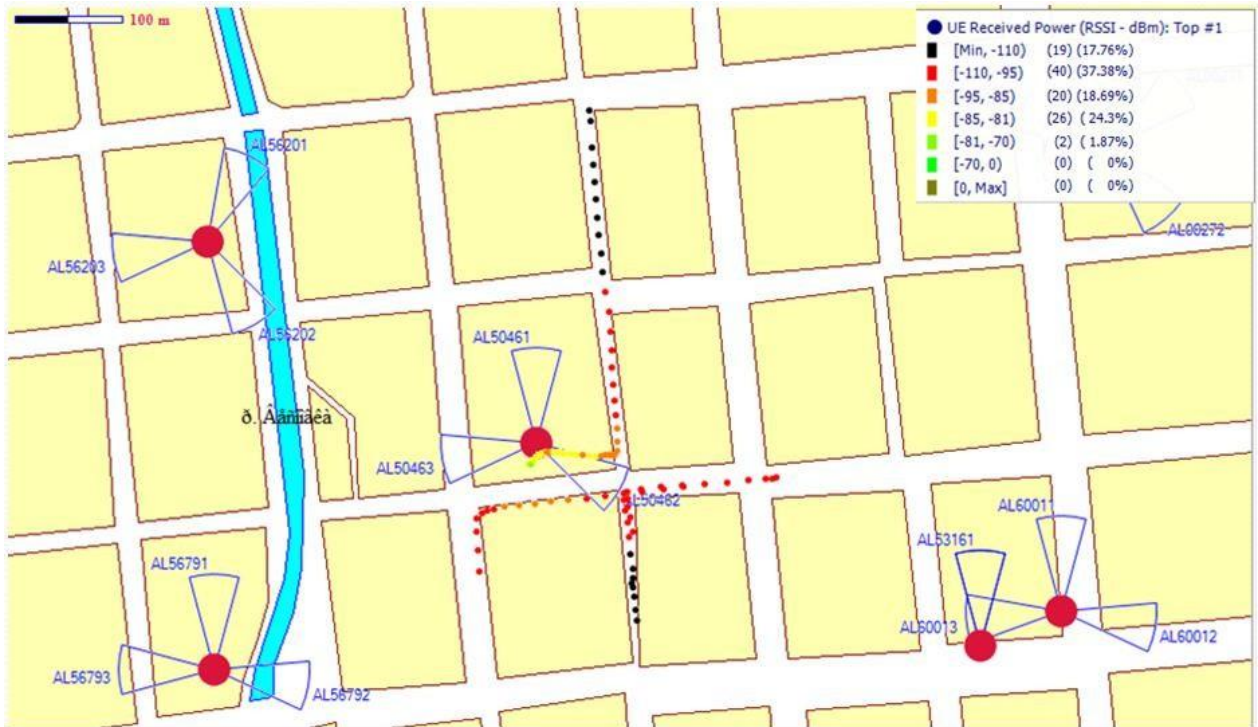 100 m
UE Received Power (RSSI - dBm): Top #1
[Min, -110) (19) (17.76%)
[-110, -95) (40) (37.38%)
[-95, -85) (20) (18.69%)
[-85, -81) (26) ( 24.3%)
[-81, -70) (2) ( 1.87%)
[-70, 0) (0) ( 0%)
[0, Max] (0) ( 0%)
AL56201
AL00272
AL56203
AL56202
AL50461
ð. Âåñíîâêà
AL50463
AL50462
AL60011
AL53161
AL56791
AL60013
AL60012
AL56793
AL56792